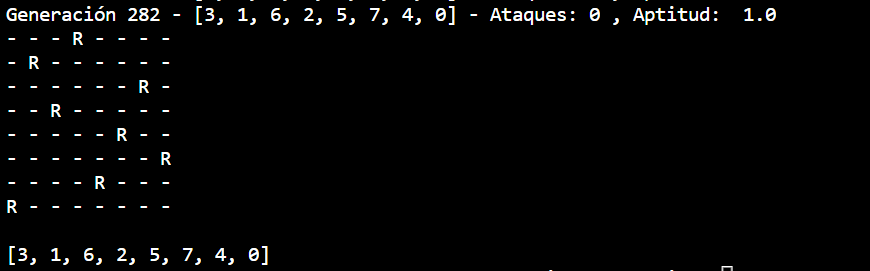 Generación 282 - [3, 1, 6, 2, 5, 7, 4, 0] - Ataques: 0 , Aptitud:  1.0
- - - R - - - -
- R - - - - - -
- - - - - - R -
- - R - - - - -
- - - - - R - -
- - - - - - - R
- - - - R - - -
R - - - - - - -
[3, 1, 6, 2, 5, 7, 4, 0]